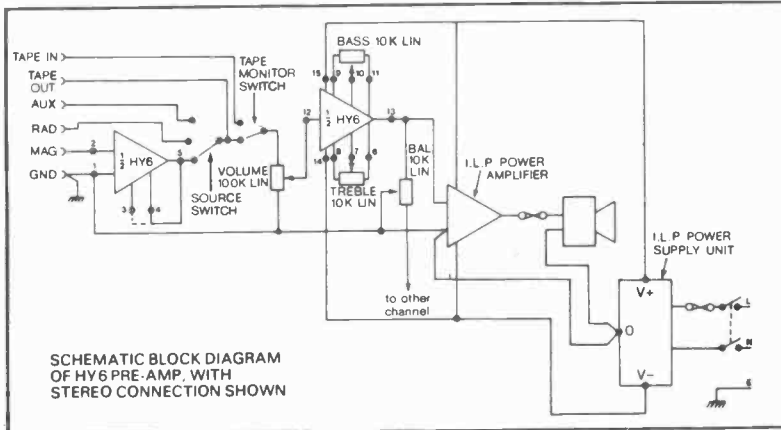 TAPE IN
TAPE
OUT
AUX
RAD
MAG
GND
2
1
½
HY6
5
3
4
SOURCE
SWITCH
TAPE
MONITOR
SWITCH
VOLUME
100K LIN
BASS 10K LIN
15
9
10
11
12
½
HY6
13
14
8
7
6
TREBLE
10K LIN
BAL
10K
LIN
I.L.P POWER
AMPLIFIER
to other
channel
I.L.P POWER
SUPPLY UNIT
V+
O
V-
L
N
E
SCHEMATIC BLOCK DIAGRAM
OF HY6 PRE-AMP, WITH
STEREO CONNECTION SHOWN